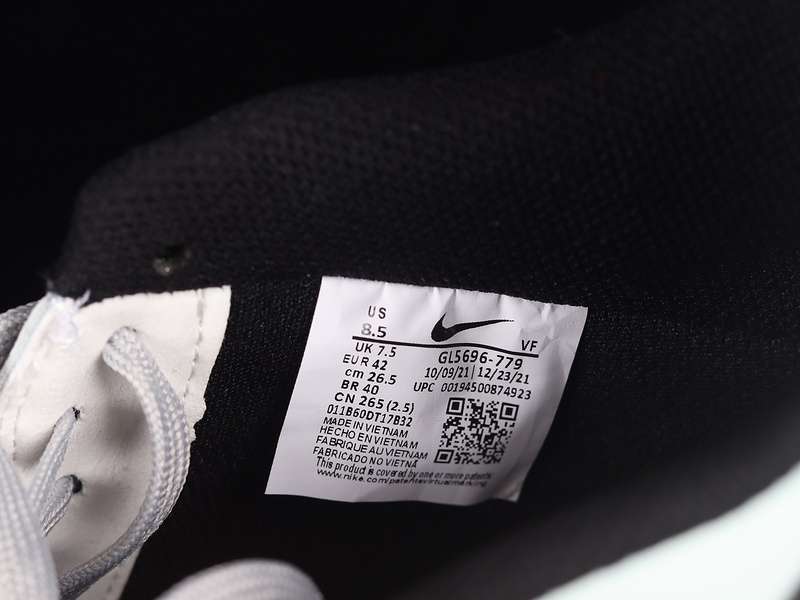 US
8.5
VF
UK 7.5
GL5696-779
EUR 42
10/09/21 | 12/23/21
cm 26.5
UPC 00194500874923
BR 40
CN 265 (2.5)
011B60DT17B32
MADE IN VIETNAM
HECHO EN VIETNAM
FABRIQUE AU VIETNAM
FABRICADO NO VIETNÃ
This product is covered by one or more patents
www.nike.com/patentsvirtualmarking.